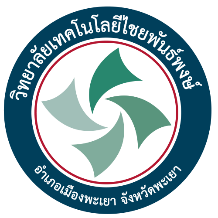 วิทยาลัยเทคโนโลยีไชยพันธ์พงษ์
อำเภอเมืองพะเยา จังหวัดพะเยา